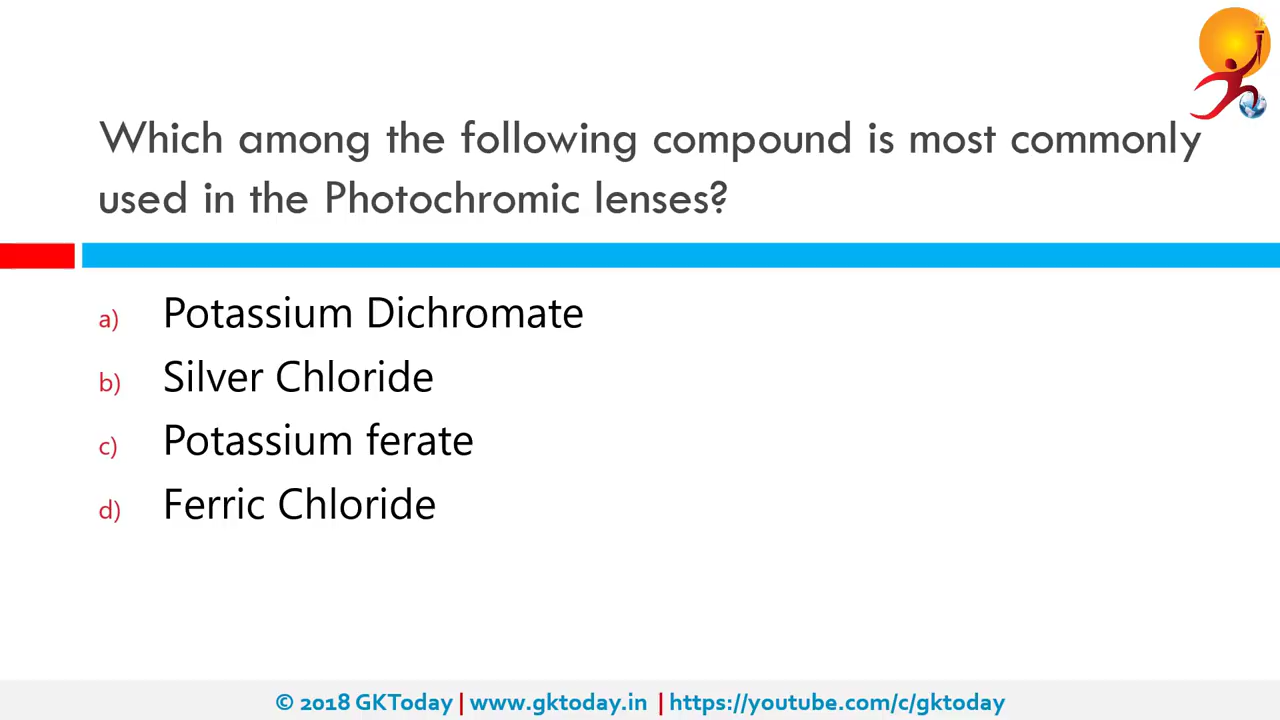 Which among the following compound is most commonly
used in the Photochromic lenses?
a) Potassium Dichromate
b) Silver Chloride
c) Potassium ferate
d) Ferric Chloride
© 2018 GKToday | www.gktoday.in | https://youtube.com/c/gktoday